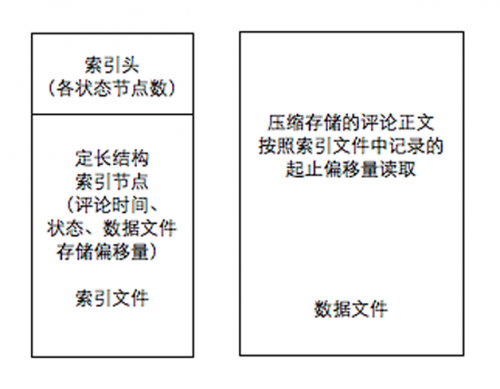 索引头
（各状态节点数）
定长结构
索引节点
（评论时间、
状态、数据文件
存储偏移量）
索引文件
压缩存储的评论正文
按照索引文件中记录的
起止偏移量读取
数据文件